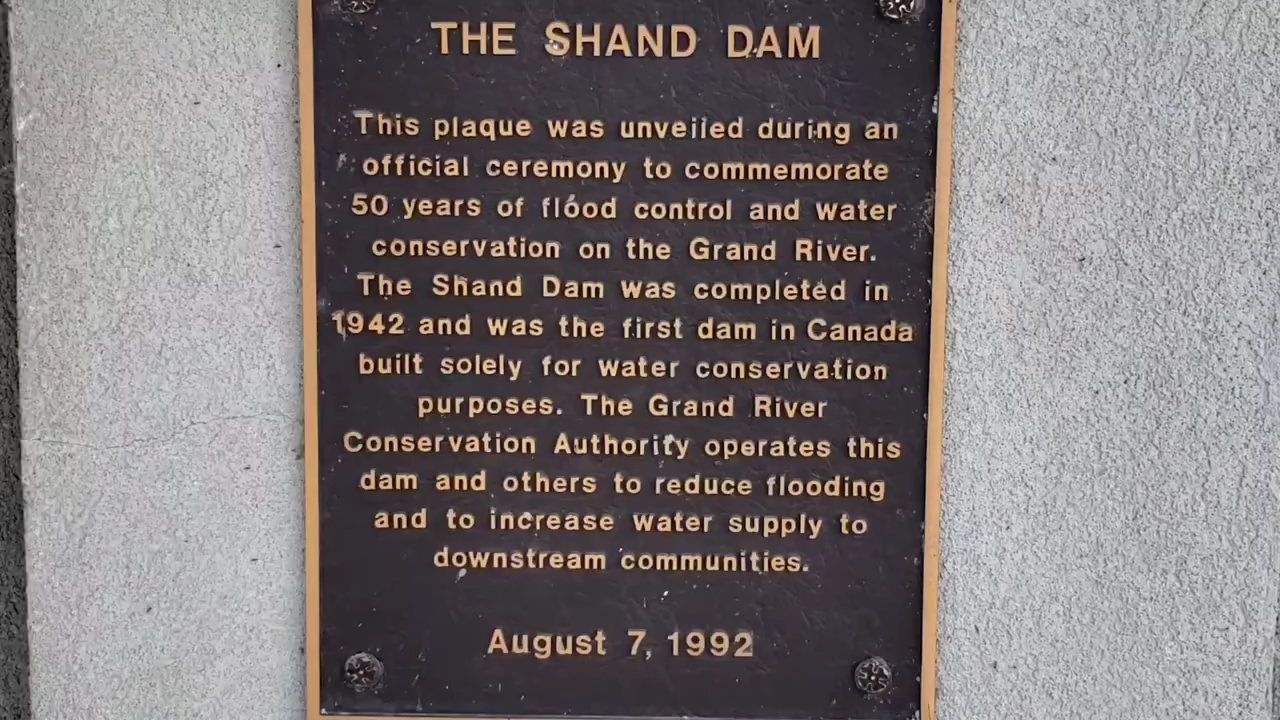 THE SHAND DAM
This plaque was unveiled during an
official ceremony to commemorate
50 years of flood control and water
conservation on the Grand River.
The Shand Dam was completed in
1942 and was the first dam in Canada
built solely for water conservation
purposes. The Grand River
Conservation Authority operates this
dam and others to reduce flooding
and to increase water supply to
downstream communities.
August 7, 1992